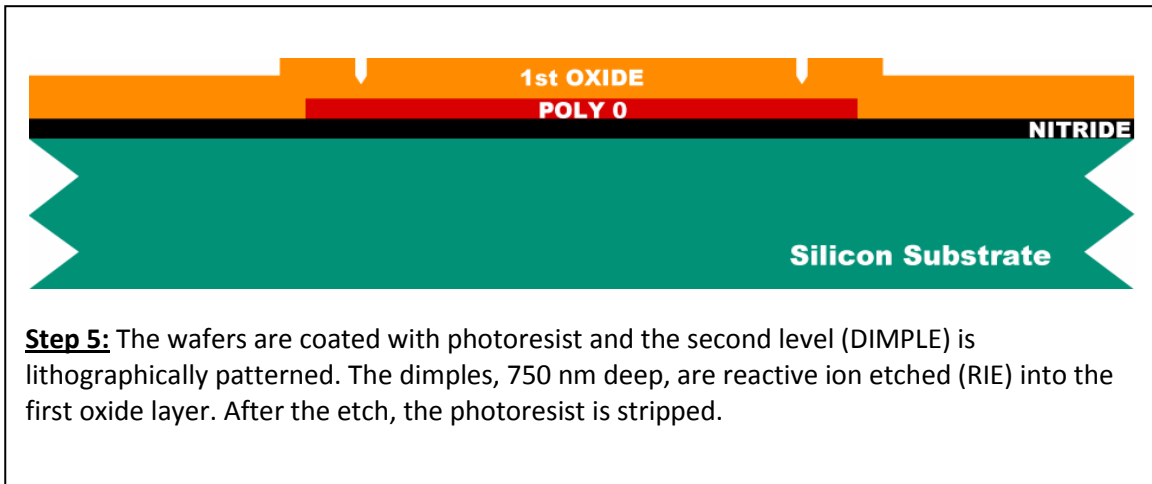 1st OXIDE
POLY 0
NITRIDE
Silicon Substrate
Step 5: The wafers are coated with photoresist and the second level (DIMPLE) is
lithographically patterned. The dimples, 750 nm deep, are reactive ion etched (RIE) into the
first oxide layer. After the etch, the photoresist is stripped.